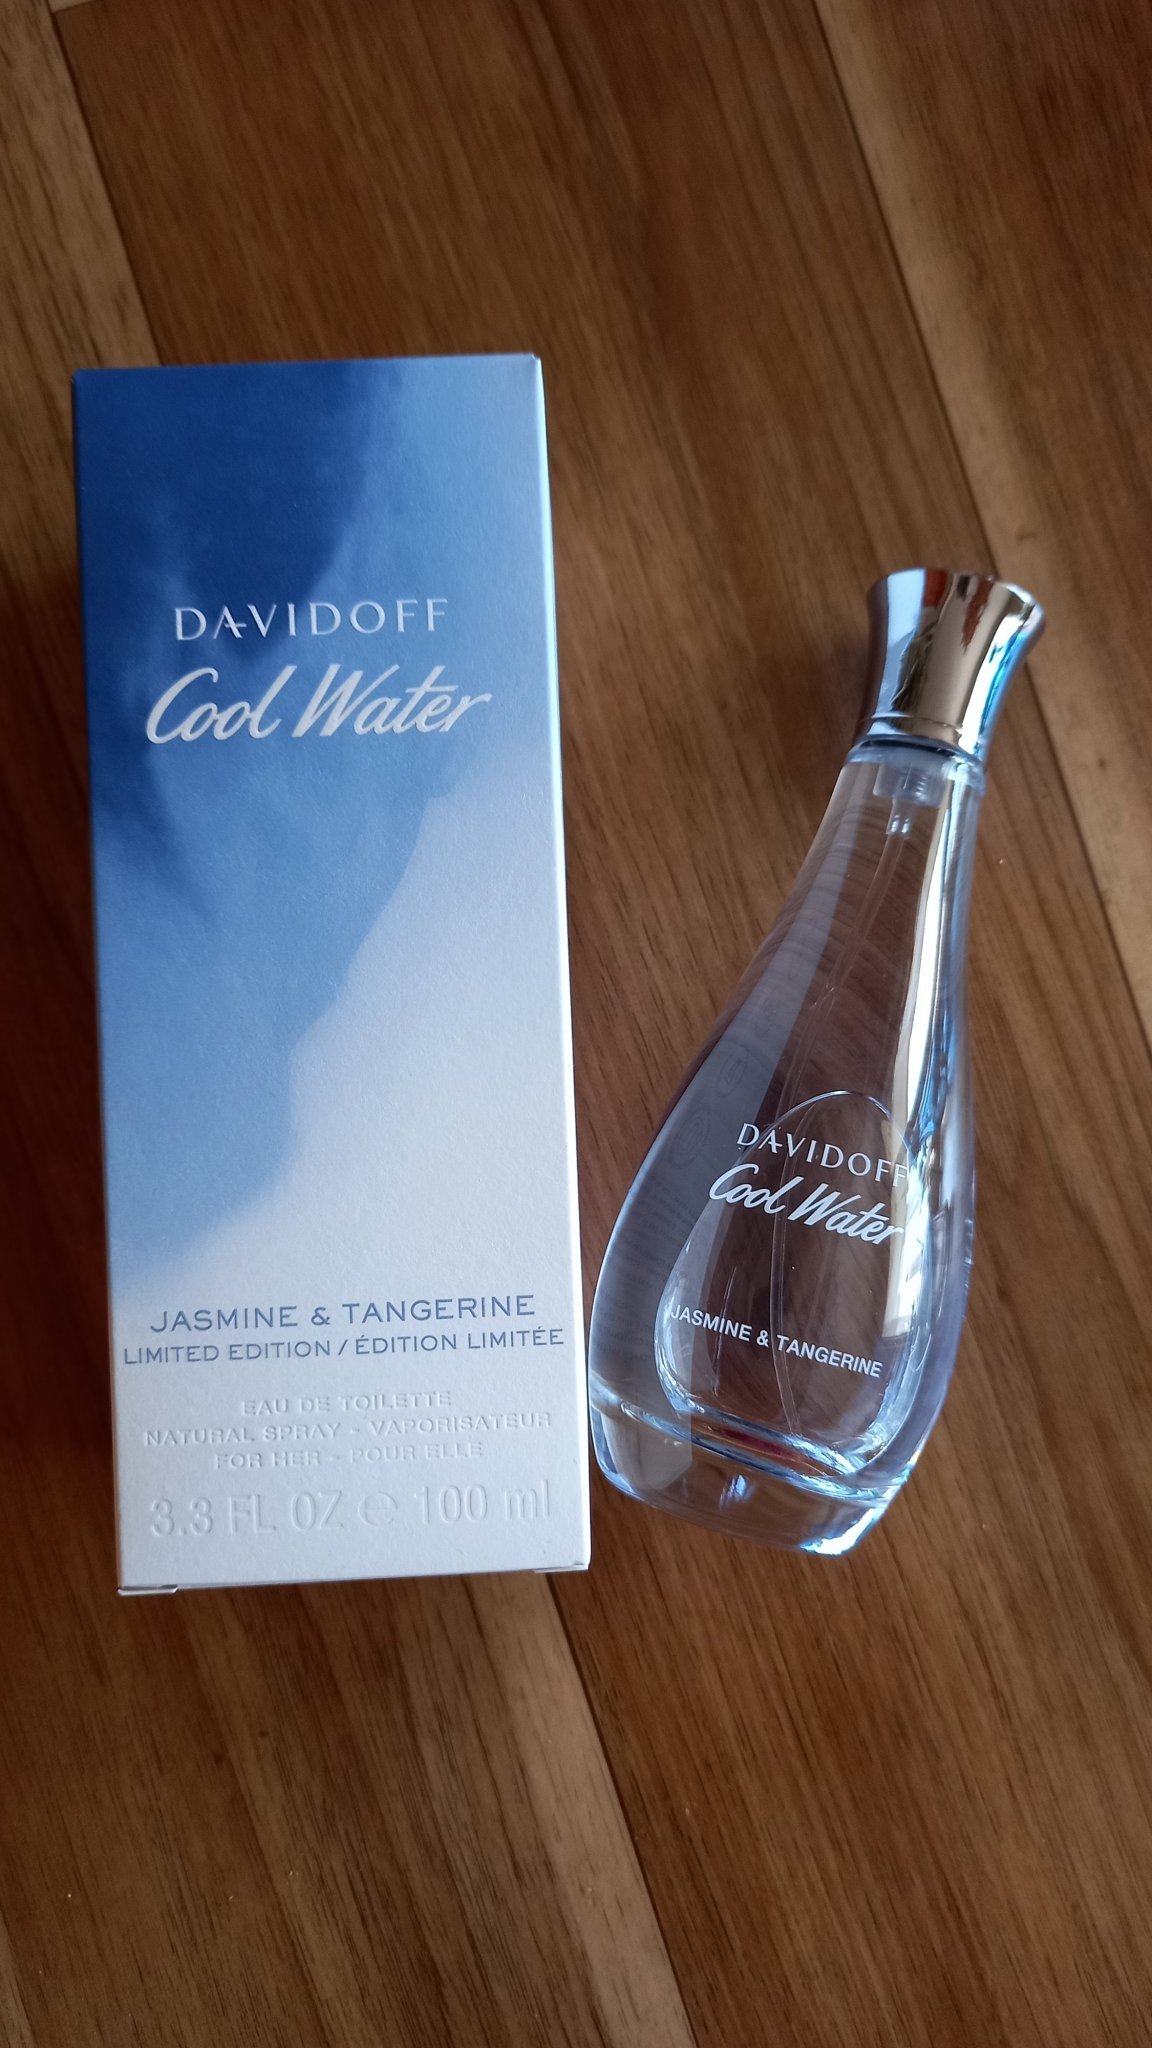 DAVIDOFF
Cool Water
JASMINE & TANGERINE
LIMITED EDITION / ÉDITION LIMITÉE
EAU DE TOILETTE
NATURAL SPRAY - VAPORISATEUR
FOR HER - POUR ELLE
3.3 FL OZ e 100 ml
DAVIDOFF
Cool Water
JASMINE & TANGERINE